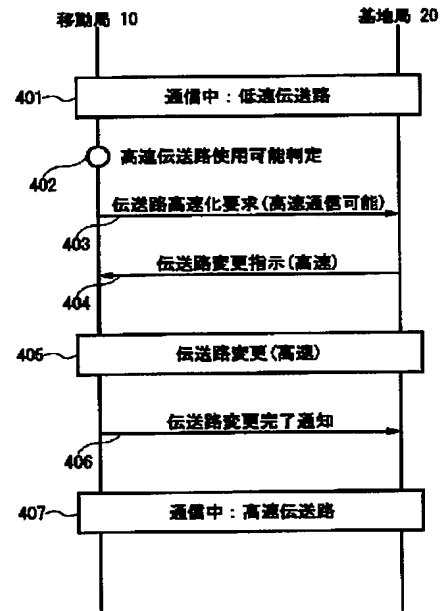 移動局 10
基地局 20
401
通信中：低速伝送路
402
高速伝送路使用可能判定
伝送路高速化要求(高速通信可能)
403
伝送路変更指示(高速)
404
405
伝送路変更(高速)
伝送路変更完了通知
406
407
通信中：高速伝送路